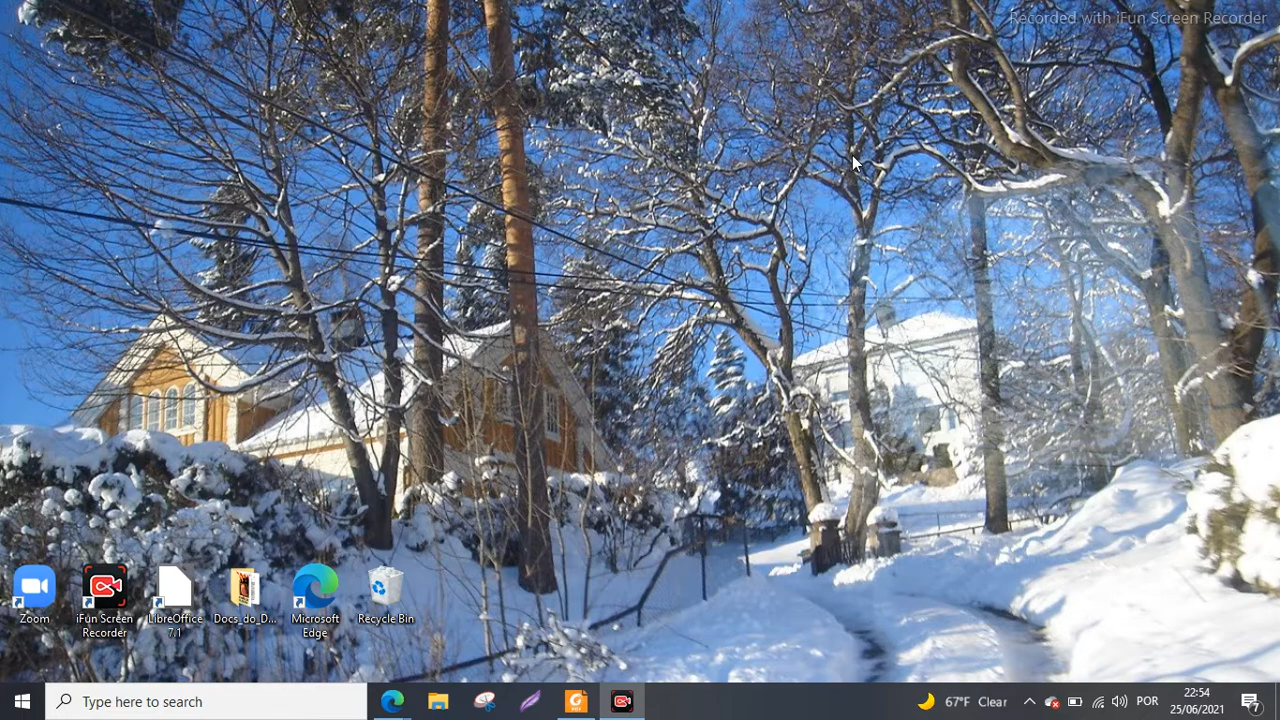 Recorded with iFun Screen Recorder
Zoom
iFun Screen
Recorder
LibreOffice
7.1
Docs_do_D...
Microsoft
Edge
Recycle Bin
Type here to search
67°F Clear
POR
22:54
25/06/2021
7